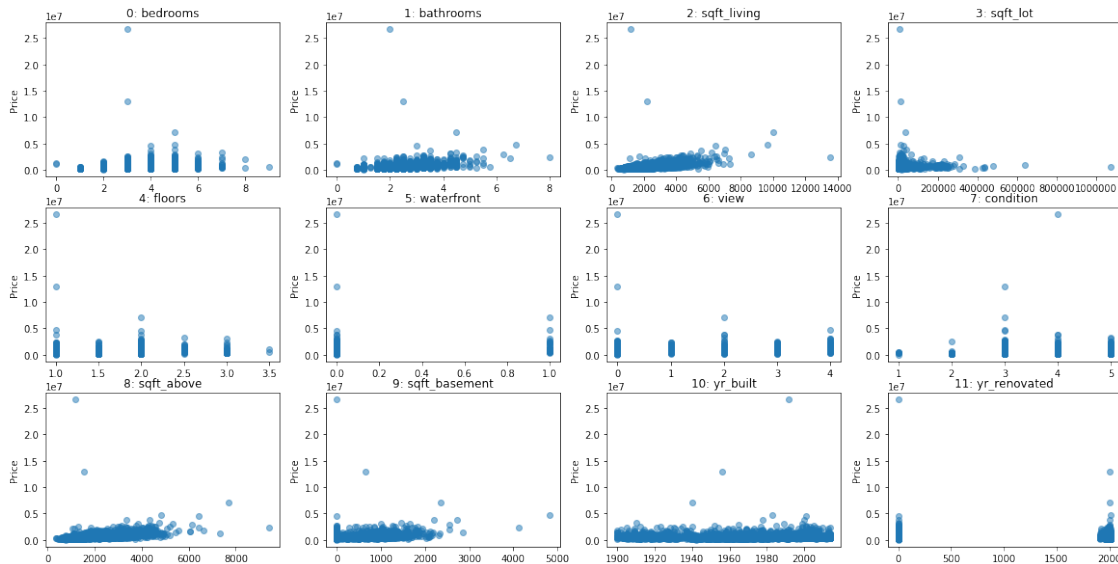 0: bedrooms
1: bathrooms
2: sqft_living
3: sqft_lot
1e7
1e7
1e7
1e7
Price
2.5
2.0
1.5
1.0
0.5
0.0
0 2 4 6 8
Price
2.5
2.0
1.5
1.0
0.5
0.0
0 2 4 6 8
Price
2.5
2.0
1.5
1.0
0.5
0.0
0 2000 4000 6000 8000 10000 12000 14000
Price
2.5
2.0
1.5
1.0
0.5
0.0
0 200000 400000 600000 800000 1000000
4: floors
5: waterfront
6: view
7: condition
1e7
1e7
1e7
1e7
Price
2.5
2.0
1.5
1.0
0.5
0.0
1.0 1.5 2.0 2.5 3.0 3.5
Price
2.5
2.0
1.5
1.0
0.5
0.0
0.0 0.2 0.4 0.6 0.8 1.0
Price
2.5
2.0
1.5
1.0
0.5
0.0
0 1 2 3 4
Price
2.5
2.0
1.5
1.0
0.5
0.0
1 2 3 4 5
8: sqft_above
9: sqft_basement
10: yr_built
11: yr_renovated
1e7
1e7
1e7
1e7
Price
2.5
2.0
1.5
1.0
0.5
0.0
0 2000 4000 6000 8000
Price
2.5
2.0
1.5
1.0
0.5
0.0
0 1000 2000 3000 4000 5000
Price
2.5
2.0
1.5
1.0
0.5
0.0
1900 1920 1940 1960 1980 2000
Price
2.5
2.0
1.5
1.0
0.5
0.0
0 500 1000 1500 2000